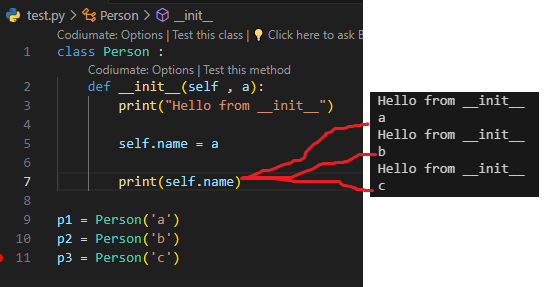 test.py > Person > __init__
Codiumate: Options | Test this class | Click here to ask B
1 class Person :
Codiumate: Options | Test this method
2 def __init__(self , a):
3 print("Hello from __init__")
4
5 self.name = a
6
7 print(self.name)
8
9 p1 = Person('a')
10 p2 = Person('b')
11 p3 = Person('c')
Hello from __init__
a
Hello from __init__
b
Hello from __init__
c